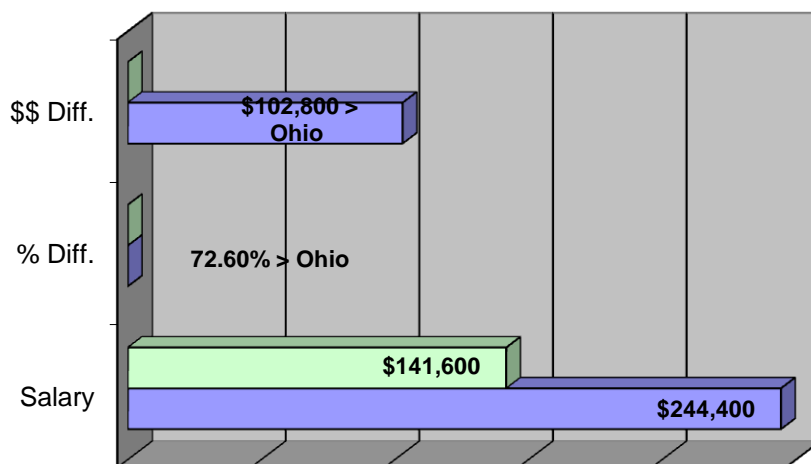 $$ Diff.
$102,800 >
Ohio
% Diff.
72.60% > Ohio
Salary
$141,600
$244,400